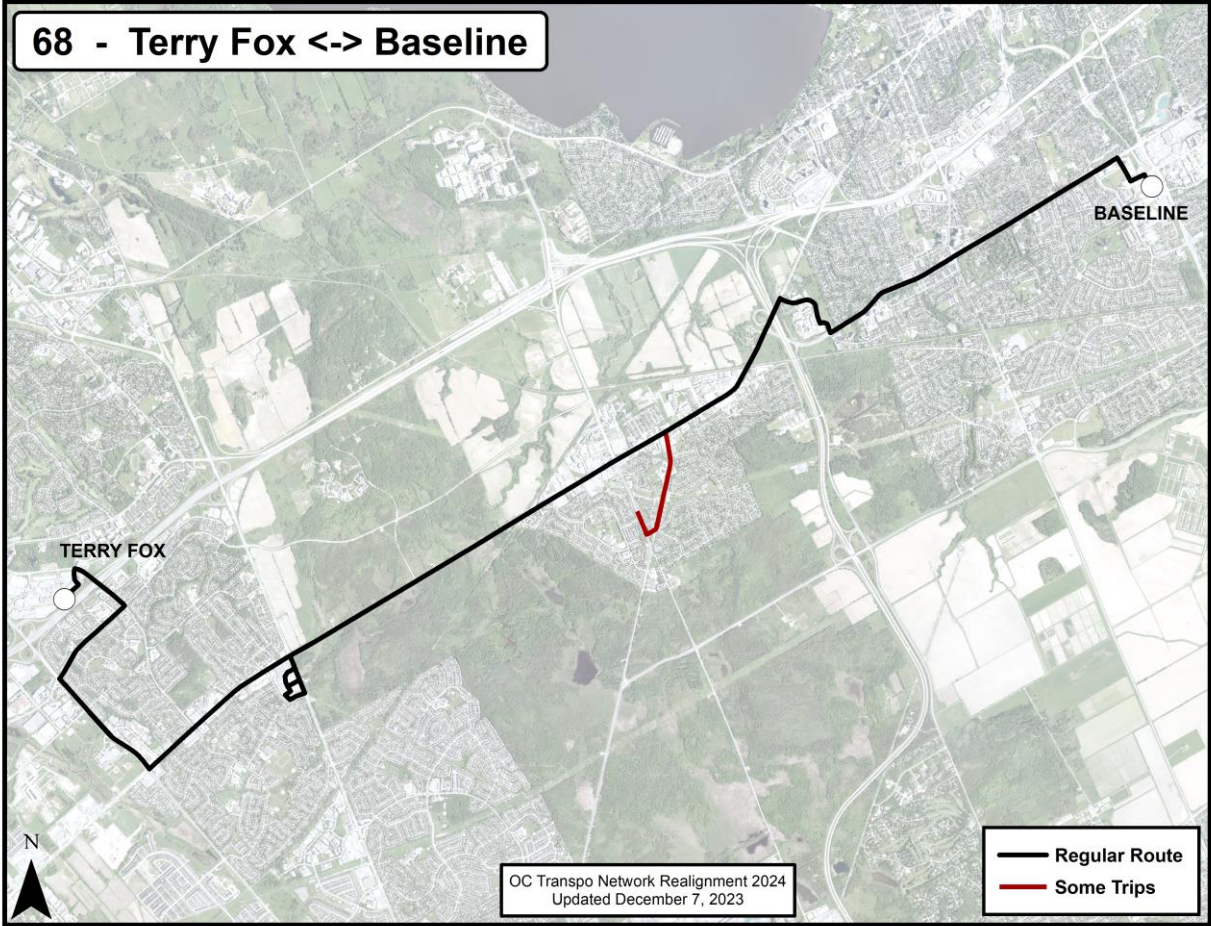 68 - Terry Fox <-> Baseline
BASELINE
TERRY FOX
N
OC Transpo Network Realignment 2024
Updated December 7, 2023
Regular Route
Some Trips